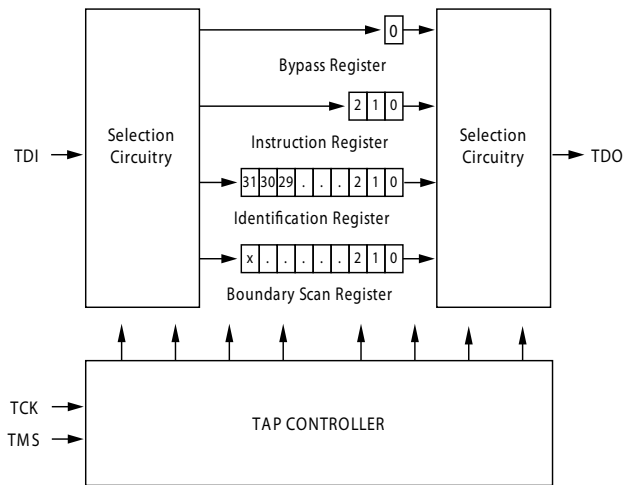 0
Bypass Register
2 1 0
Selection
Circuitry
Instruction Register
Selection
Circuitry
TDI
TDO
31 30 29 . . . 2 1 0
Identification Register
x . . . . . 2 1 0
Boundary Scan Register
TCK
TMS
TAP CONTROLLER